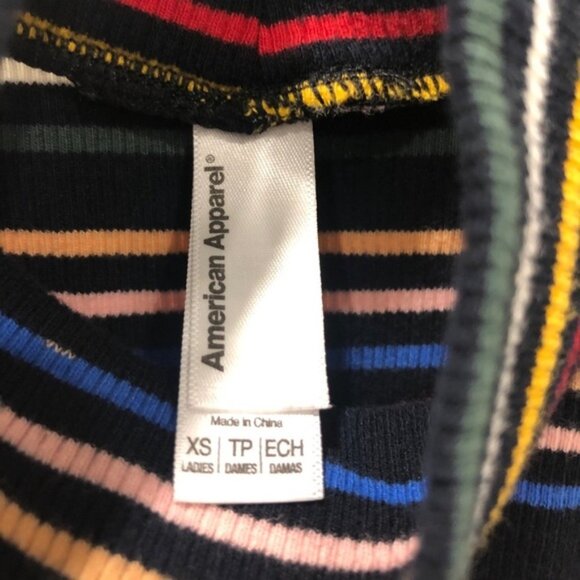 American Apparel®
Made in China
XS | TP | ECH
LADIES | DAMES | DAMAS